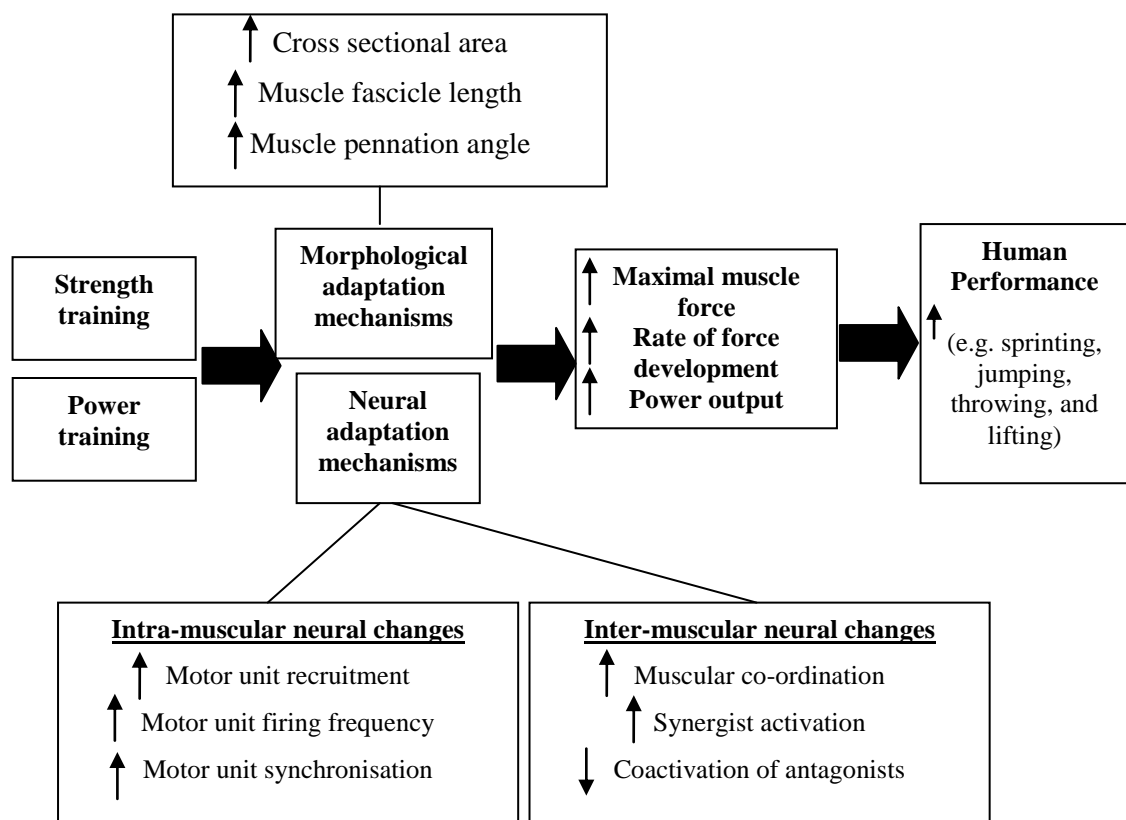 Cross sectional area
Muscle fascicle length
Muscle pennation angle
Strength
training
Power
training
Morphological
adaptation
mechanisms
Neural
adaptation
mechanisms
Maximal muscle
force
Rate of force
development
Power output
Human
Performance
(e.g. sprinting,
jumping,
throwing, and
lifting)
Intra-muscular neural changes
Motor unit recruitment
Motor unit firing frequency
Motor unit synchronisation
Inter-muscular neural changes
Muscular co-ordination
Synergist activation
Coactivation of antagonists